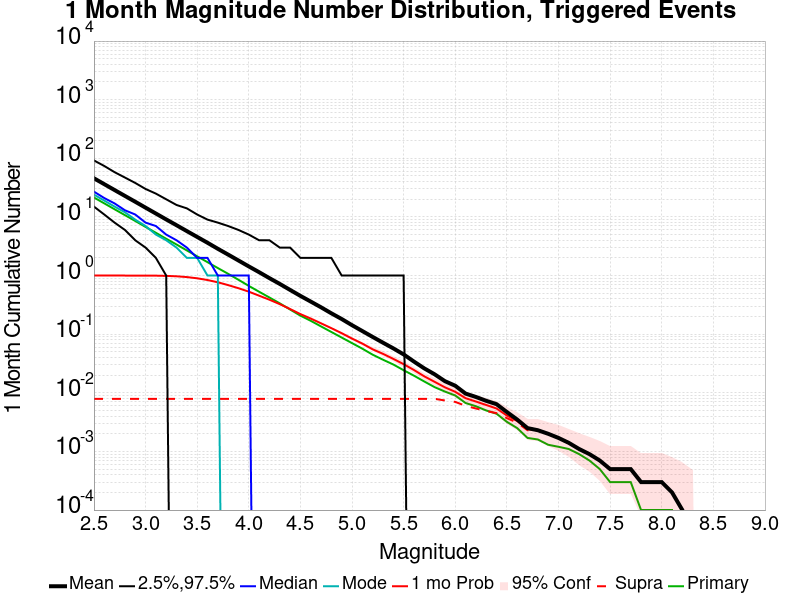 1 Month Magnitude Number Distribution, Triggered Events
10 4
10 3
10 2
10 1
10 0
10 -1
10 -2
10 -3
10 -4
1 Month Cumulative Number
2.5 3.0 3.5 4.0 4.5 5.0 5.5 6.0 6.5 7.0 7.5 8.0 8.5 9.0
Magnitude
Mean 2.5%,97.5% Median Mode 1 mo Prob 95% Conf Supra Primary